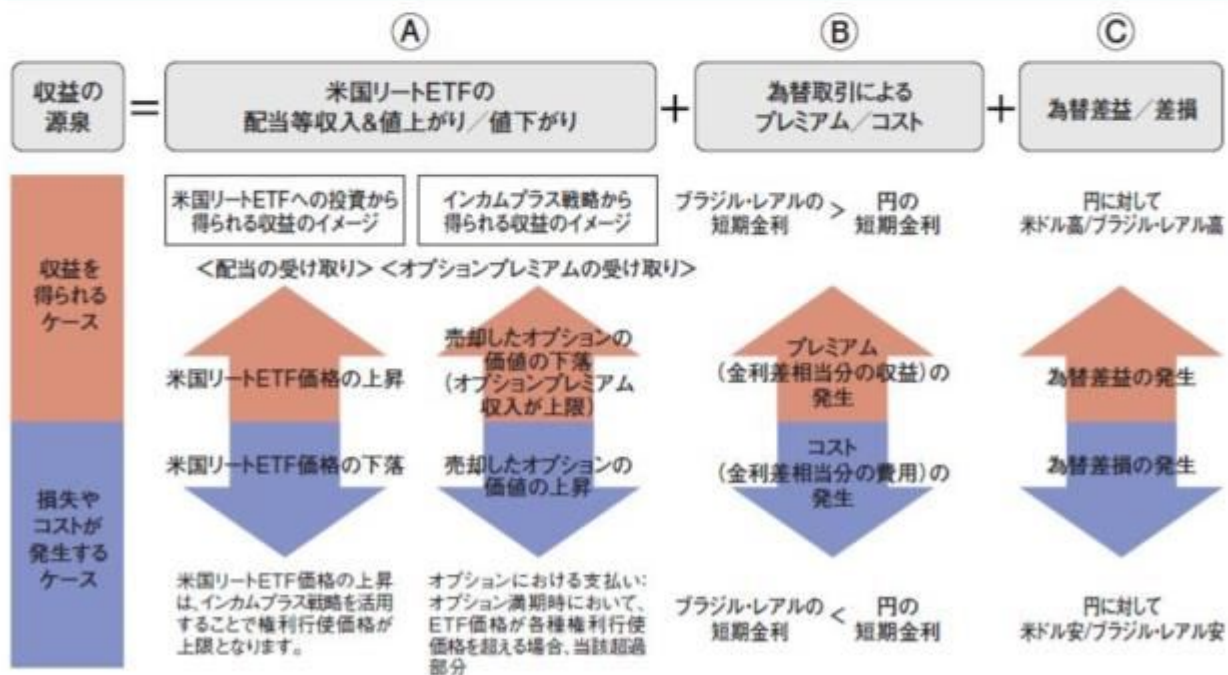 Ⓐ
Ⓑ
Ⓒ
収益の
源泉
=
米国リートETFの
配当等収入&値上がり／値下がり
+
為替取引による
プレミアム／コスト
+
為替差益／差損
収益を
得られる
ケース
米国リートETFへの投資から
得られる収益のイメージ
<配当の受け取り>
米国リートETF価格の上昇
インカムプラス戦略から
得られる収益のイメージ
<オプションプレミアムの受け取り>
売却したオプションの
価値の下落
(オプションプレミアム
収入が上限)
ブラジル・レアルの
短期金利
>
円の
短期金利
プレミアム
(金利差相当分の収益)の
発生
円に対して
米ドル高/ブラジル・レアル高
為替差益の発生
損失や
コストが
発生する
ケース
米国リートETF価格の下落
米国リートETF価格の上昇
は、インカムプラス戦略を活用
することで権利行使価格が
上限となります。
売却したオプションの
価値の上昇
オプションにおける支払い:
オプション満期時において、
ETF価格が各種権利行使
価格を超える場合、当該超過
部分
コスト
(金利差相当分の費用)の
発生
ブラジル・レアルの
短期金利
<
円の
短期金利
為替差損の発生
円に対して
米ドル安/ブラジル・レアル安